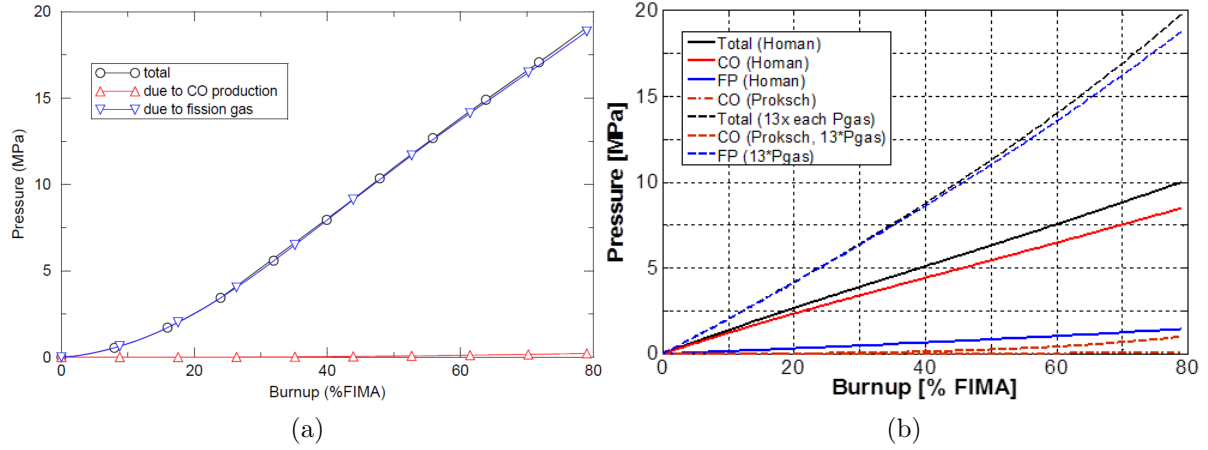 20
15
10
5
0
Pressure (MPa)
total
due to CO production
due to fission gas
0 20 40 60 80
Burnup (%FIMA)
(a)
20
15
10
5
0
Pressure [MPa]
Total (Homan)
CO (Homan)
FP (Homan)
CO (Proksch)
Total (13x each Pgas)
CO (Proksch, 13*Pgas)
FP (13*Pgas)
0 20 40 60 80
Burnup [% FIMA]
(b)